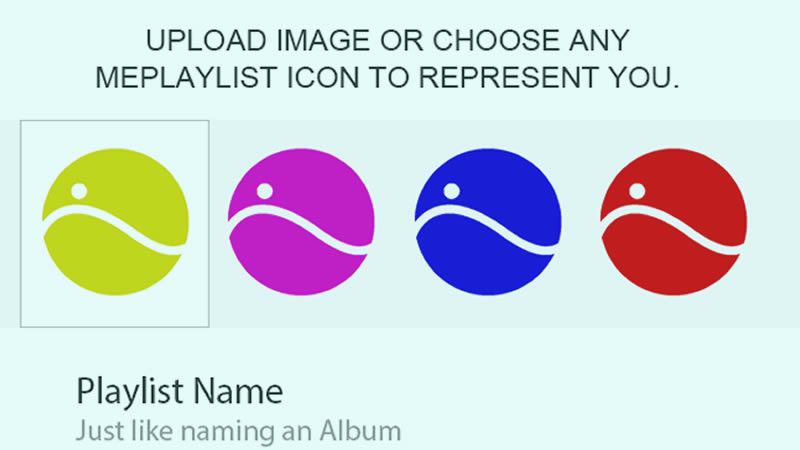 UPLOAD IMAGE OR CHOOSE ANY
MEPLAYLIST ICON TO REPRESENT YOU.
Playlist Name
Just like naming an Album